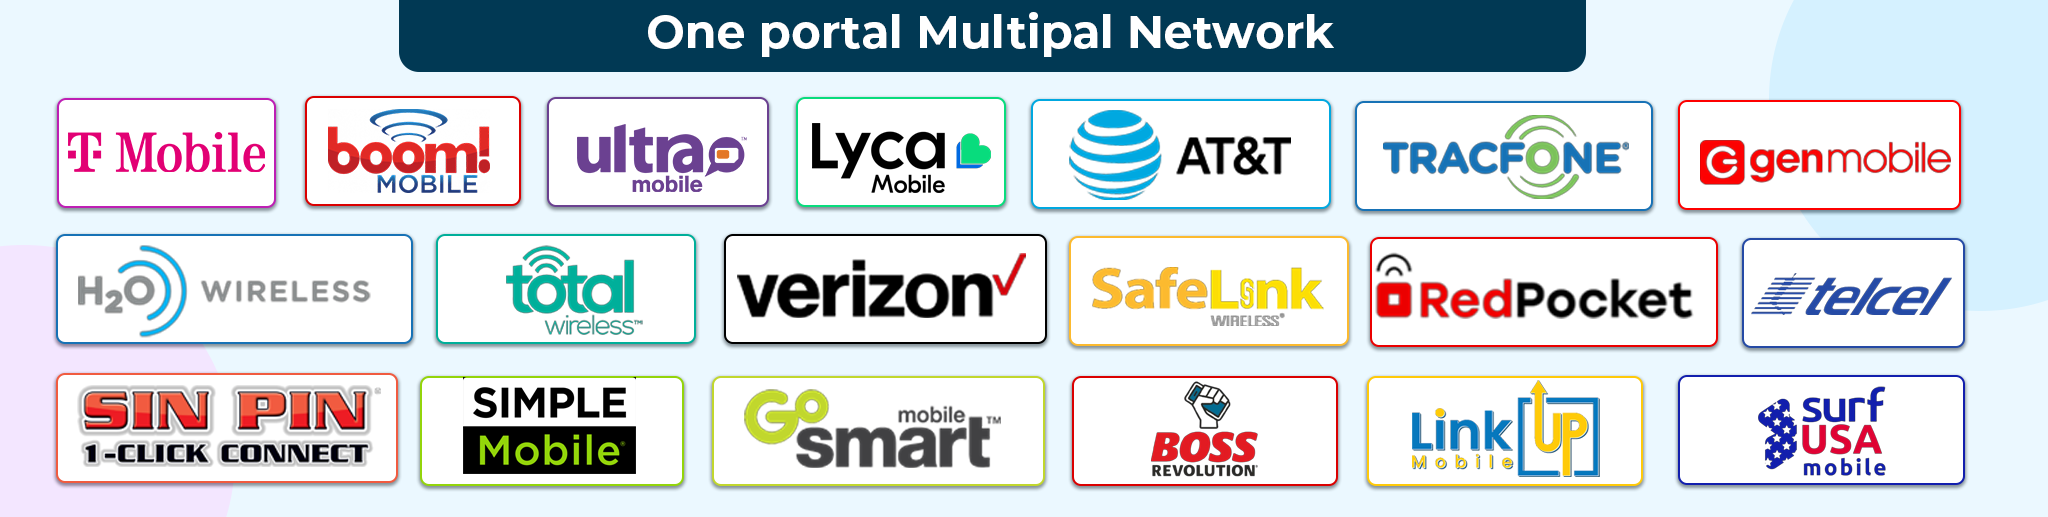 One portal Multipal Network
T Mobile
boom!
MOBILE
ultra
mobile
Lyca
Mobile
AT&T
TRACFONE®
G genmobile
H2O WIRELESS
total
wireless™
verizon
SafeLink
WIRELESS®
RedPocket
telcel
SIN PIN®
1-CLICK CONNECT
SIMPLE
Mobile®
Go
mobile
smart™
BOSS
REVOLUTION
Link UP
Mobile
surf
USA
mobile